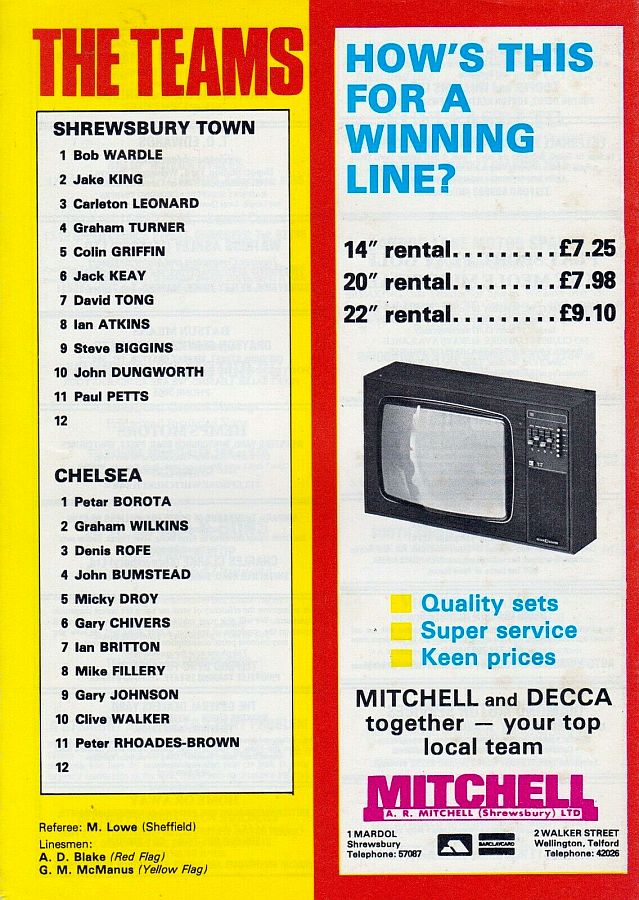 THE TEAMS
SHREWSBURY TOWN
1 Bob WARDLE
2 Jake KING
3 Carleton LEONARD
4 Graham TURNER
5 Colin GRIFFIN
6 Jack KEAY
7 David TONG
8 Ian ATKINS
9 Steve BIGGINS
10 John DUNGWORTH
11 Paul PETTS
12
CHELSEA
1 Petar BOROTA
2 Graham WILKINS
3 Denis ROFE
4 John BUMSTEAD
5 Micky DROY
6 Gary CHIVERS
7 Ian BRITTON
8 Mike FILLERY
9 Gary JOHNSON
10 Clive WALKER
11 Peter RHOADES-BROWN
12
Referee: M. Lowe (Sheffield)
Linesmen:
A. D. Blake (Red Flag)
G. M. McManus (Yellow Flag)
HOW'S THIS
FOR A
WINNING
LINE?
14" rental.........£7.25
20" rental.........£7.98
22" rental.........£9.10
Quality sets
Super service
Keen prices
MITCHELL and DECCA
together — your top
local team
MITCHELL
A. R. MITCHELL (Shrewsbury) LTD
1 MARDOL
Shrewsbury
Telephone: 57087
BARCLAYCARD
2 WALKER STREET
Wellington, Telford
Telephone: 42026